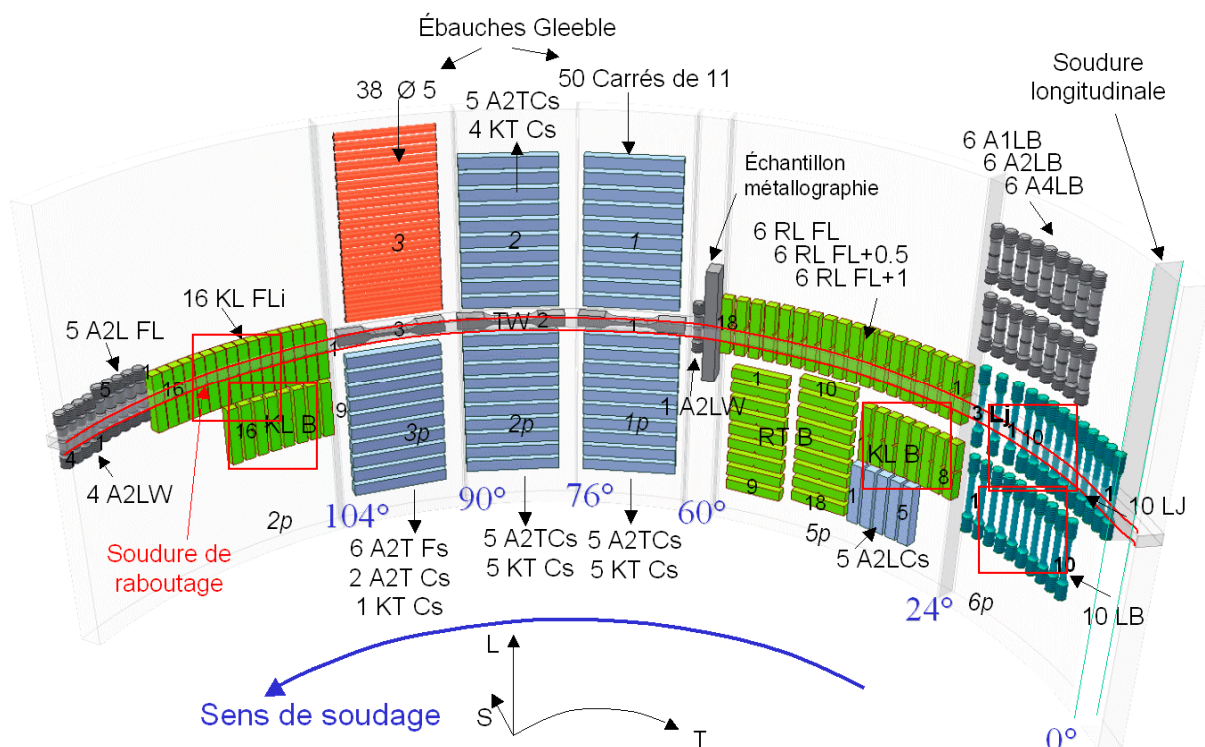 Ébauches Gleeble
38 Ø 5
50 Carrés de 11
5 A2TCs
4 KT Cs
Soudure
longitudinale
6 A1LB
6 A2LB
6 A4LB
Échantillon
métallographie
3
2
1
6 RL FL
6 RL FL+0.5
6 RL FL+1
16 KL FLi
5 A2L FL
1
5
16
1
3
TW 2
1
18
1
4
1
16
KL B
9
3p
2p
1p
1 A2LW
1
10
RT B
9
18
KL B
8
1
5
3
Lj
1
10
1
1
10
10 LJ
4 A2LW
2p
104°
90°
76°
60°
5p
5 A2LCs
24°
6p
10 LB
Soudure de
raboutage
6 A2T Fs
2 A2T Cs
1 KT Cs
5 A2TCs
5 KT Cs
5 A2TCs
5 KT Cs
L
S
T
Sens de soudage
0°